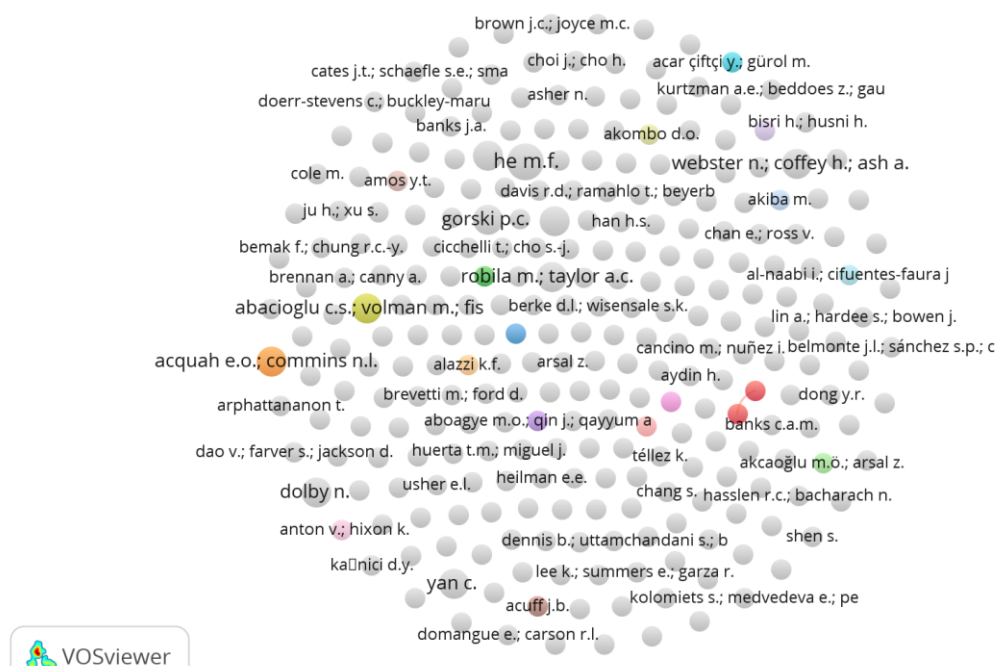 brown j.c.; joyce m.c.
choi j.; cho h.
acar çiftçi y.; gürol m.
cates j.t.; schaefle s.e.; sma
kurtzman a.e.; beddoes z.; gau
asher n.
doerr-stevens c.; buckley-maru
bisri h.; husni h.
banks j.a.
akombo d.o.
he m.f.
webster n.; coffey h.; ash a.
cole m.
amos y.t.
davis r.d.; ramahlo t.; beyerb
akiba m.
ju h.; xu s.
gorski p.c.
han h.s.
chan e.; ross v.
bemak f.; chung r.c.-y.
cicchelli t.; cho s.-j.
brennan a.; canny a.
robila m.; taylor a.c.
al-naabi i.; cifuentes-faura j
abacioglu c.s.; volman m.; fis
berke d.l.; wisensale s.k.
lin a.; hardee s.; bowen j.
cancino m.; nuñez i.
belmonte j.l.; sánchez s.p.; c
acquah e.o.; commins n.l.
alazzi k.f.
arsal z.
aydin h.
brevetti m.; ford d.
dong y.r.
arphattananon t.
aboagye m.o.; qin j.; qayyum a
banks c.a.m.
dao v.; farver s.; jackson d.
huerta t.m.; miguel j.
téllez k.
akcaoğlu m.ö.; arsal z.
usher e.l.
heilman e.e.
dolby n.
chang s.
hasslen r.c.; bacharach n.
anton v.; hixon k.
dennis b.; uttamchandani s.; b
shen s.
ka▯nici d.y.
lee k.; summers e.; garza r.
yan c.
kolomiets s.; medvedeva e.; pe
acuff j.b.
domangue e.; carson r.l.
VOSviewer